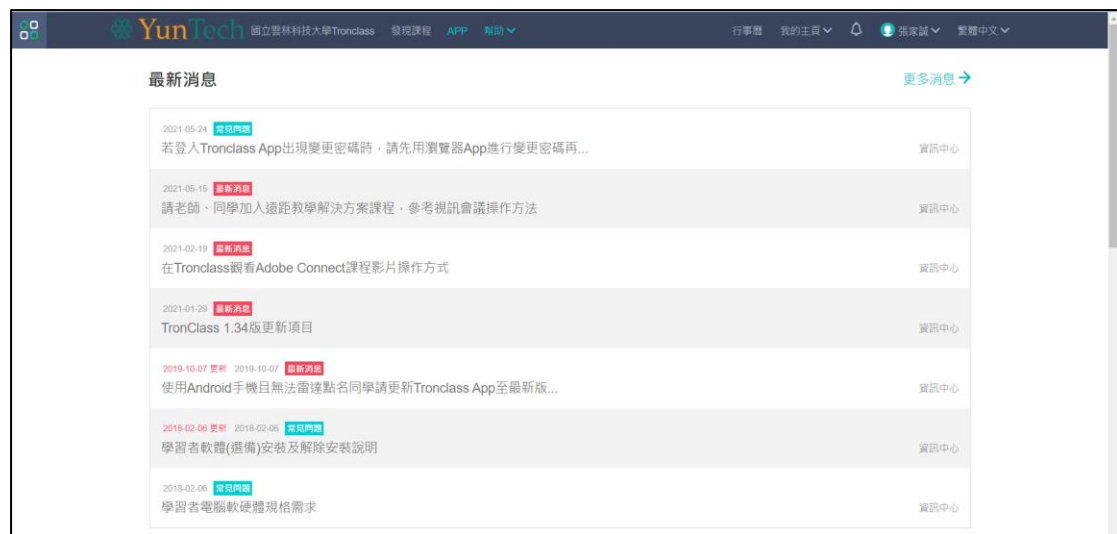 YunTech 國立雲林科技大學Tronclass 發現課程 APP 幫助 行事曆 我的主頁 張家誠 繁體中文
最新消息 更多消息
2021-05-24 常見問題
若登入Tronclass App出現變更密碼時，請先用瀏覽器App進行變更密碼再... 資訊中心
2021-05-15 最新消息
請老師、同學加入遠距教學解決方案課程，參考視訊會議操作方法 資訊中心
2021-02-19 最新消息
在Tronclass觀看Adobe Connect課程影片操作方式 資訊中心
2021-01-29 最新消息
TronClass 1.34版更新項目 資訊中心
2019-10-07 更新 2019-10-07 最新消息
使用Android手機且無法雷達點名同學請更新Tronclass App至最新版... 資訊中心
2018-02-06 更新 2018-02-06 常見問題
學習者軟體(選備)安裝及解除安裝說明 資訊中心
2018-02-06 常見問題
學習者電腦軟硬體規格需求 資訊中心